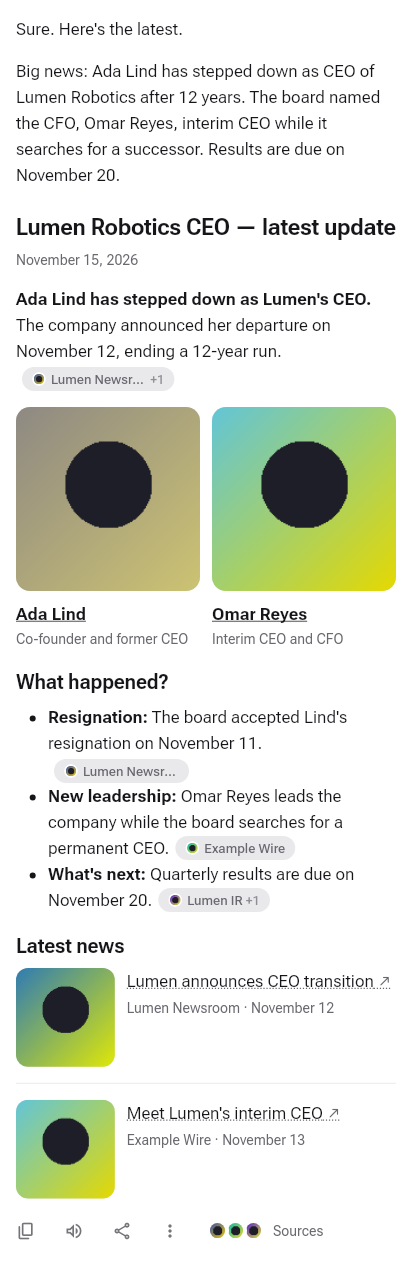 Sure. Here's the latest.
Big news: Ada Lind has stepped down as CEO of
Lumen Robotics after 12 years. The board named
the CFO, Omar Reyes, interim CEO while it
searches for a successor. Results are due on
November 20.
Lumen Robotics CEO — latest update
November 15, 2026
Ada Lind has stepped down as Lumen's CEO.
The company announced her departure on
November 12, ending a 12-year run.
Lumen Newsr... +1
Ada Lind
Co-founder and former CEO
Omar Reyes
Interim CEO and CFO
What happened?
• Resignation: The board accepted Lind's
resignation on November 11.
Lumen Newsr...
• New leadership: Omar Reyes leads the
company while the board searches for a
permanent CEO. Example Wire
• What's next: Quarterly results are due on
November 20. Lumen IR +1
Latest news
Lumen announces CEO transition ↗
Lumen Newsroom · November 12
Meet Lumen's interim CEO ↗
Example Wire · November 13
Sources